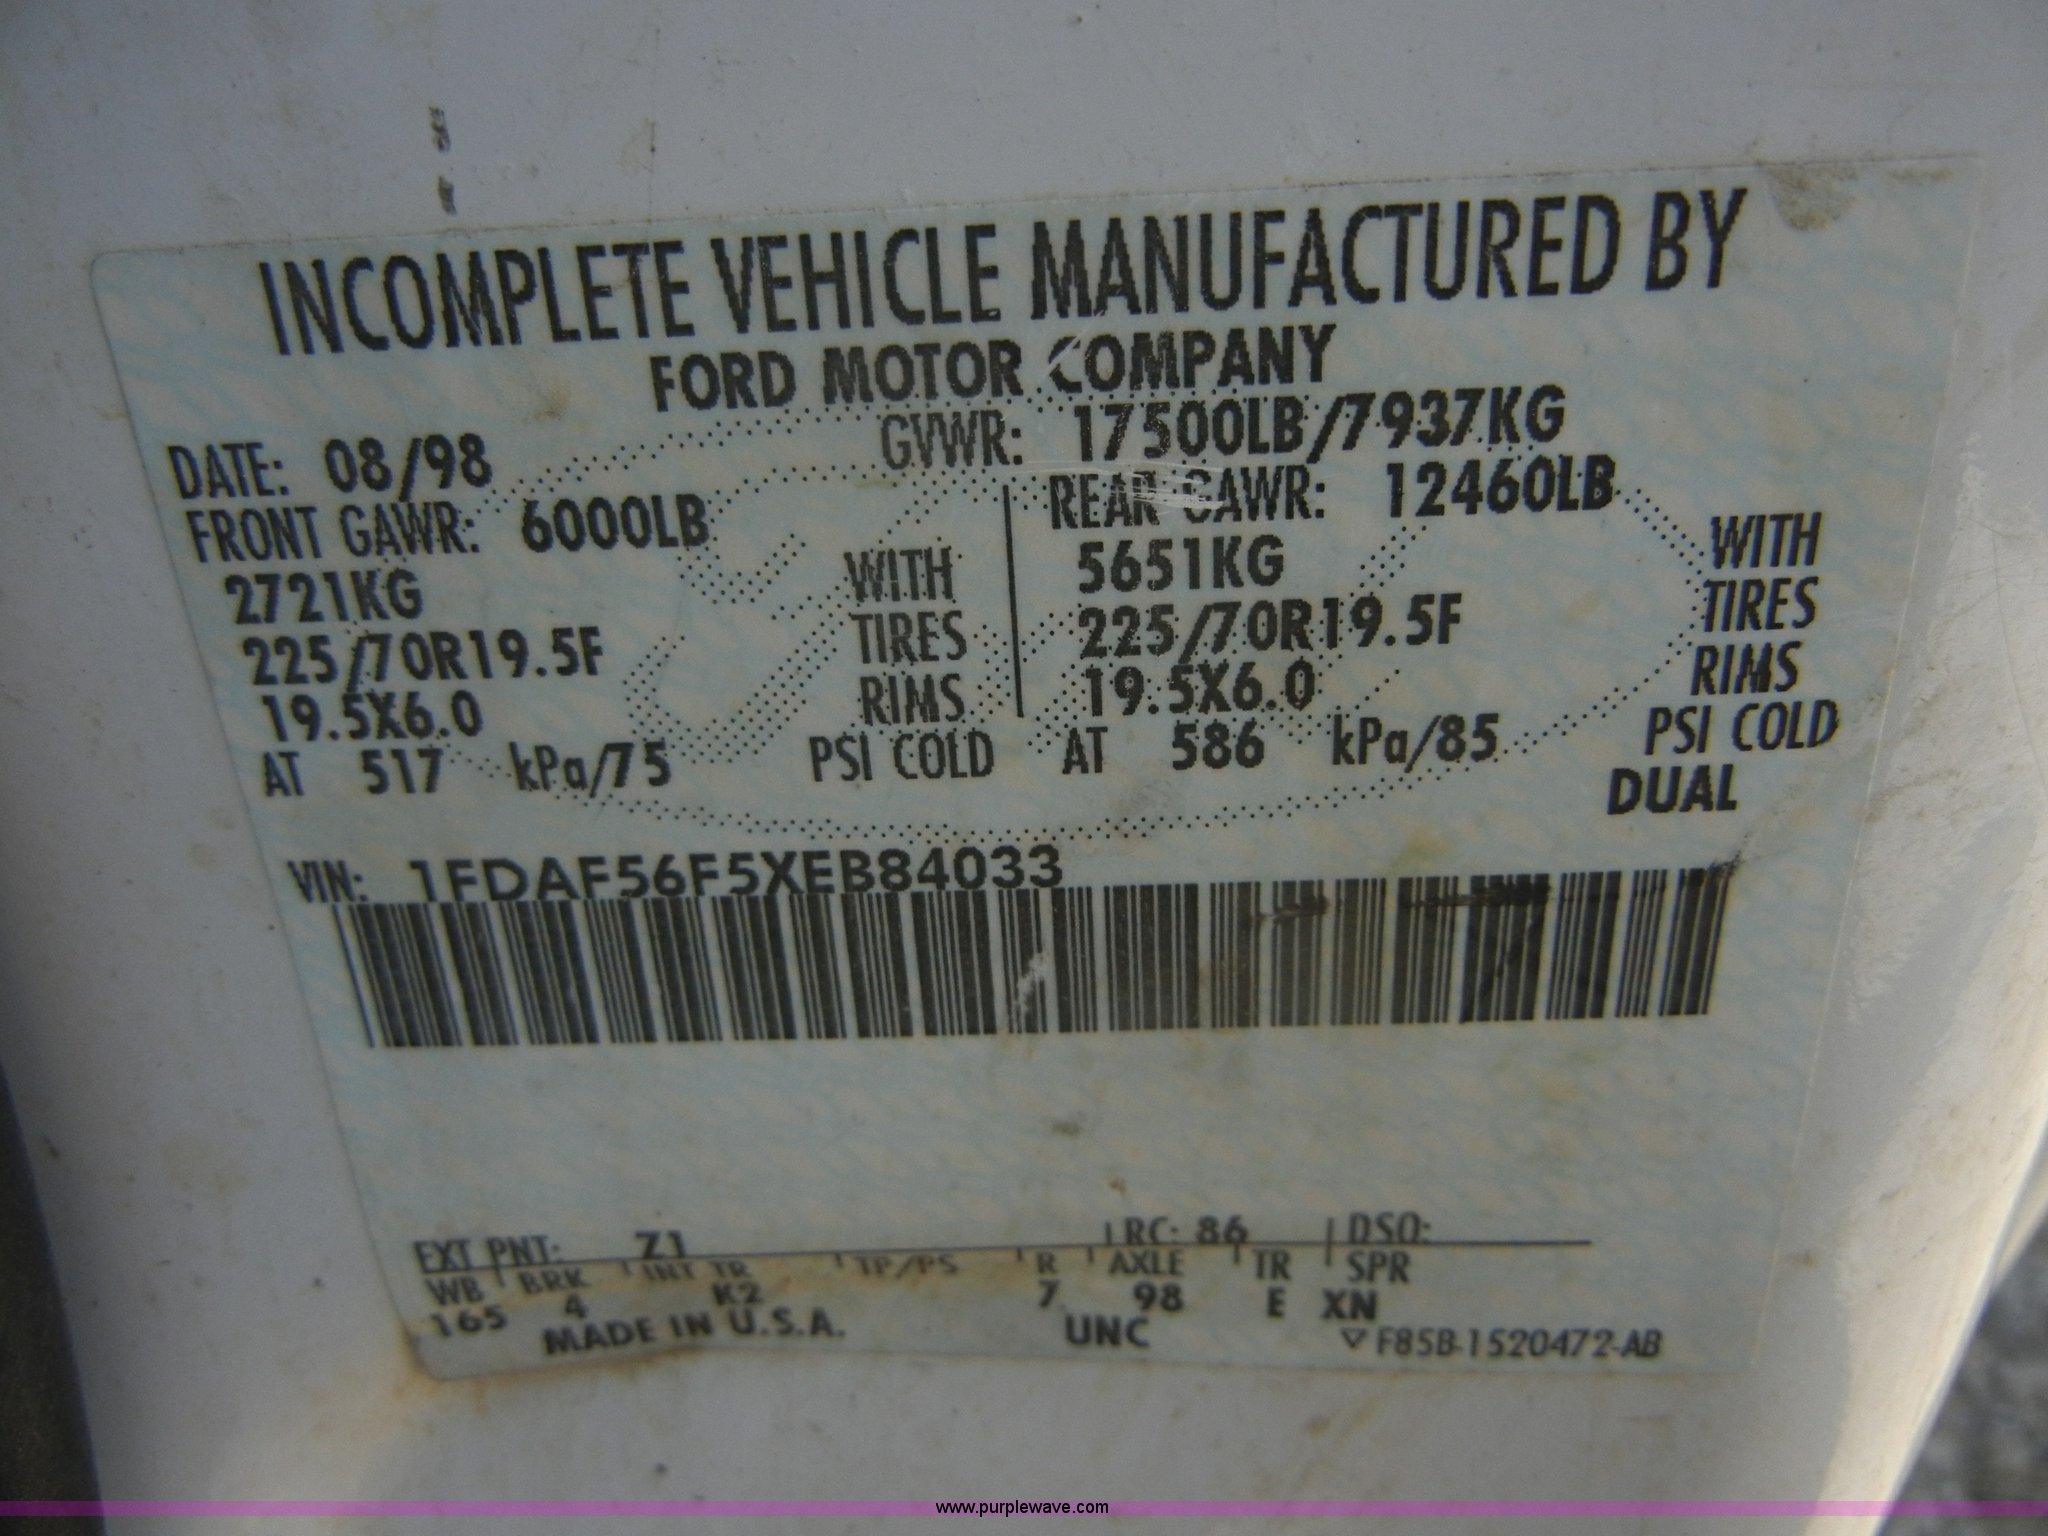 INCOMPLETE VEHICLE MANUFACTURED BY
FORD MOTOR COMPANY
DATE: 08/98 GVWR: 17500LB/7937KG
FRONT GAWR: 6000LB REAR GAWR: 12460LB
2721KG WITH 5651KG WITH
225/70R19.5F TIRES 225/70R19.5F TIRES
19.5X6.0 RIMS 19.5X6.0 RIMS
AT 517 kPa/75 PSI COLD AT 586 kPa/85 PSI COLD
DUAL
VIN: 1FDAF56F5XEB84033
EXT PNT: Z1 RC: 86 DSO:
WB BRK INT TR TP/PS R AXLE TR SPR
165 4 K2 7 98 E XN
MADE IN U.S.A. UNC F85B-1520472-AB
www.purplewave.com